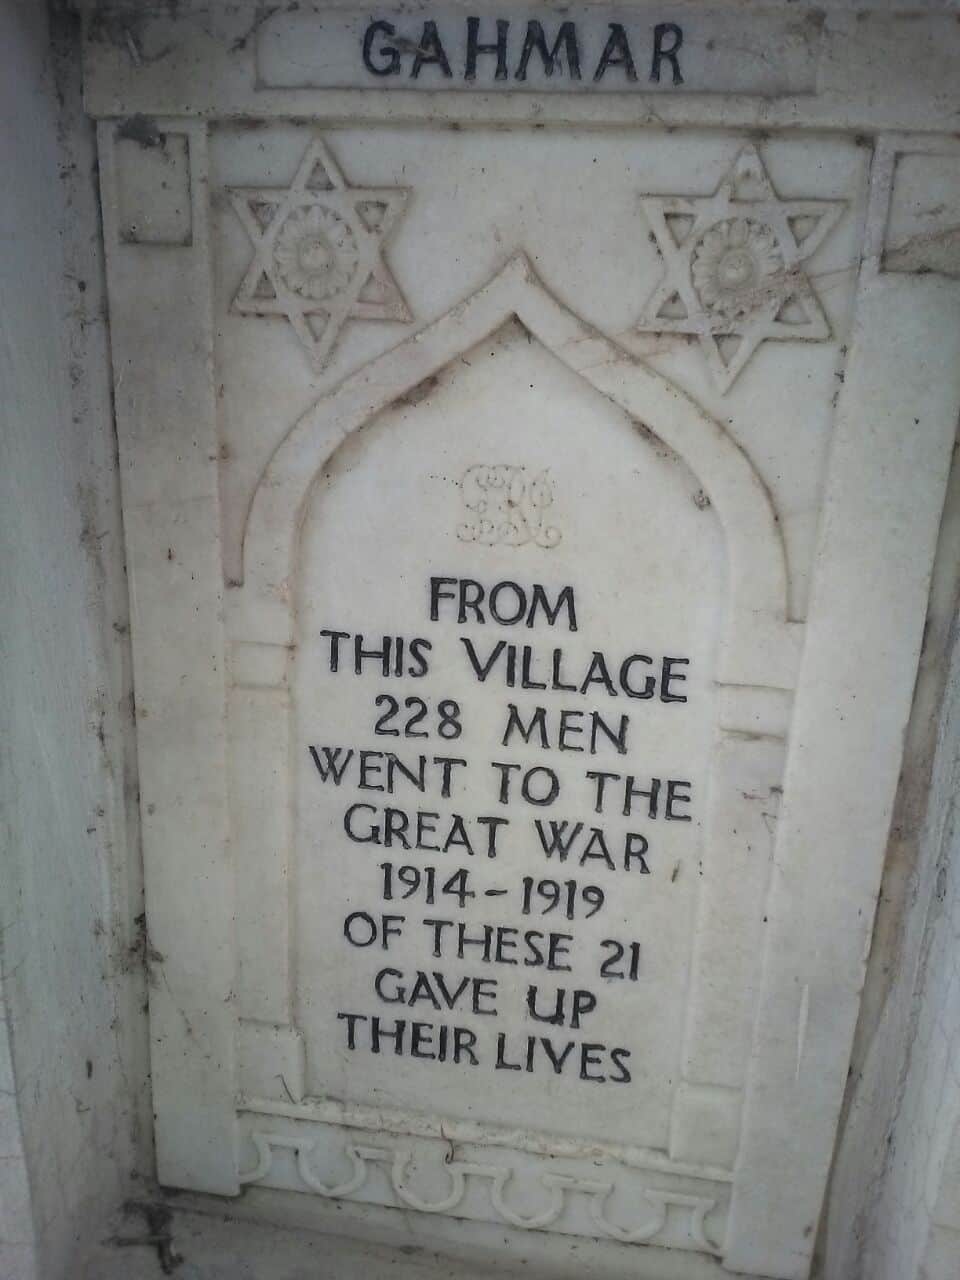 GAHMAR
FROM
THIS VILLAGE
228 MEN
WENT TO THE
GREAT WAR
1914-1919
OF THESE 21
GAVE UP
THEIR LIVES